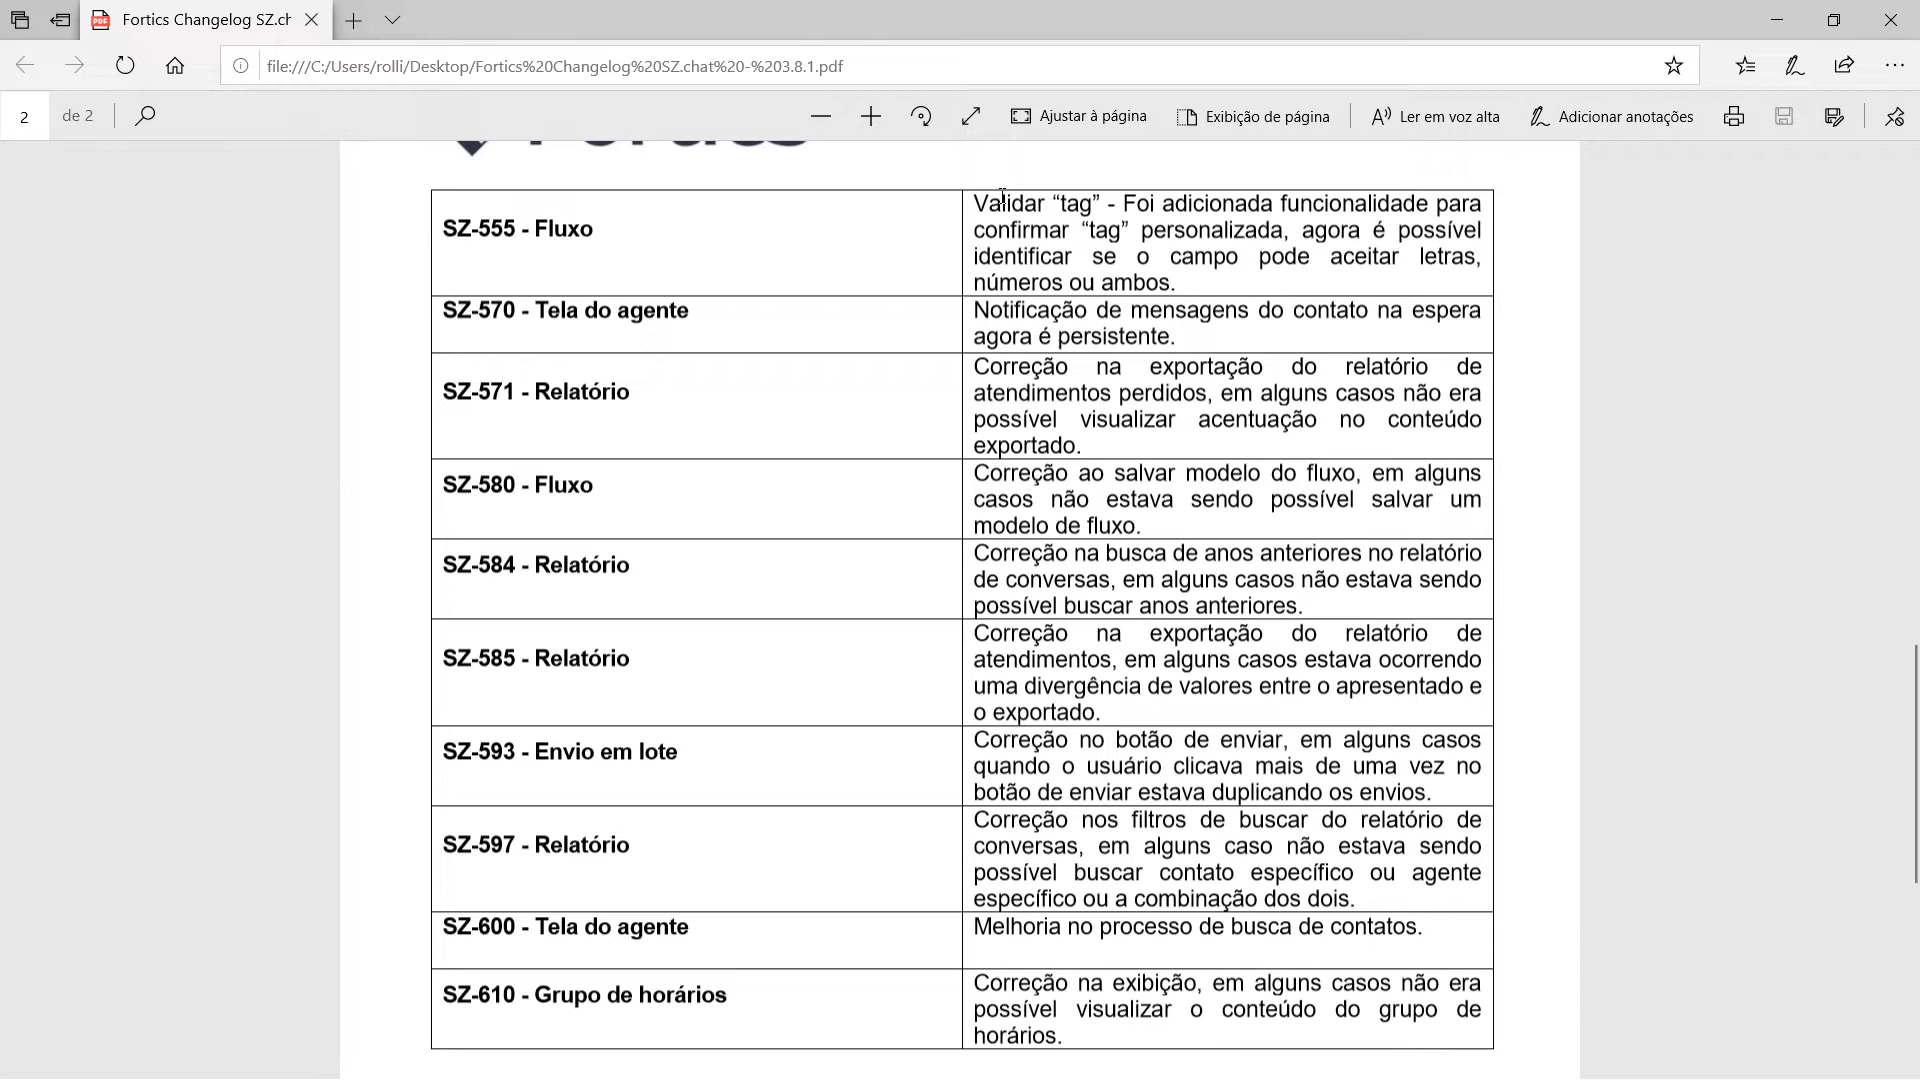 Fortics Changelog SZ.ch
file:///C:/Users/rolli/Desktop/Fortics%20Changelog%20SZ.chat%20-%203.8.1.pdf
2 de 2
Ajustar à página
Exibição de página
Ler em voz alta
Adicionar anotações
SZ-555 - Fluxo
Validar “tag” - Foi adicionada funcionalidade para
confirmar “tag” personalizada, agora é possível
identificar se o campo pode aceitar letras,
números ou ambos.
SZ-570 - Tela do agente
Notificação de mensagens do contato na espera
agora é persistente.
SZ-571 - Relatório
Correção na exportação do relatório de
atendimentos perdidos, em alguns casos não era
possível visualizar acentuação no conteúdo
exportado.
SZ-580 - Fluxo
Correção ao salvar modelo do fluxo, em alguns
casos não estava sendo possível salvar um
modelo de fluxo.
SZ-584 - Relatório
Correção na busca de anos anteriores no relatório
de conversas, em alguns casos não estava sendo
possível buscar anos anteriores.
SZ-585 - Relatório
Correção na exportação do relatório de
atendimentos, em alguns casos estava ocorrendo
uma divergência de valores entre o apresentado e
o exportado.
SZ-593 - Envio em lote
Correção no botão de enviar, em alguns casos
quando o usuário clicava mais de uma vez no
botão de enviar estava duplicando os envios.
SZ-597 - Relatório
Correção nos filtros de buscar do relatório de
conversas, em alguns caso não estava sendo
possível buscar contato específico ou agente
específico ou a combinação dos dois.
SZ-600 - Tela do agente
Melhoria no processo de busca de contatos.
SZ-610 - Grupo de horários
Correção na exibição, em alguns casos não era
possível visualizar o conteúdo do grupo de
horários.